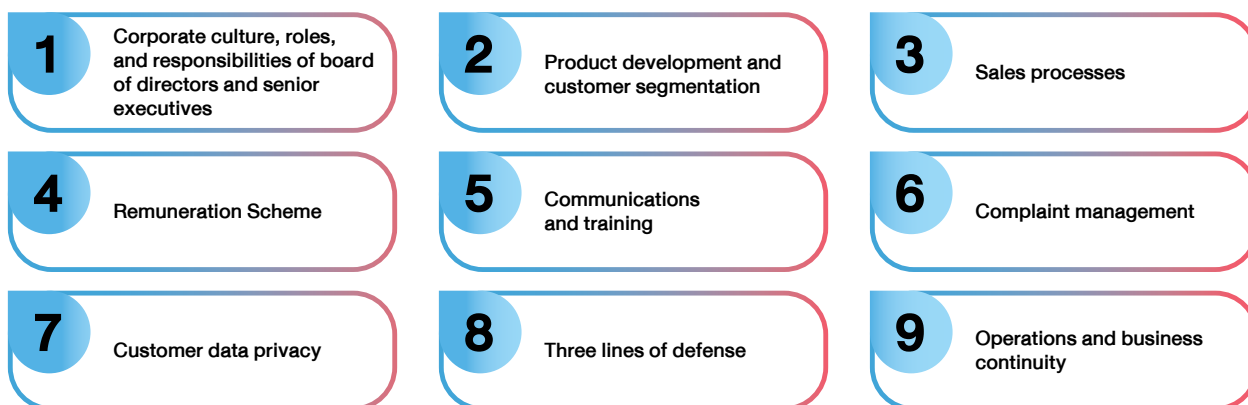 1
Corporate culture, roles,
and responsibilities of board
of directors and senior
executives
2
Product development and
customer segmentation
3
Sales processes
4
Remuneration Scheme
5
Communications
and training
6
Complaint management
7
Customer data privacy
8
Three lines of defense
9
Operations and business
continuity